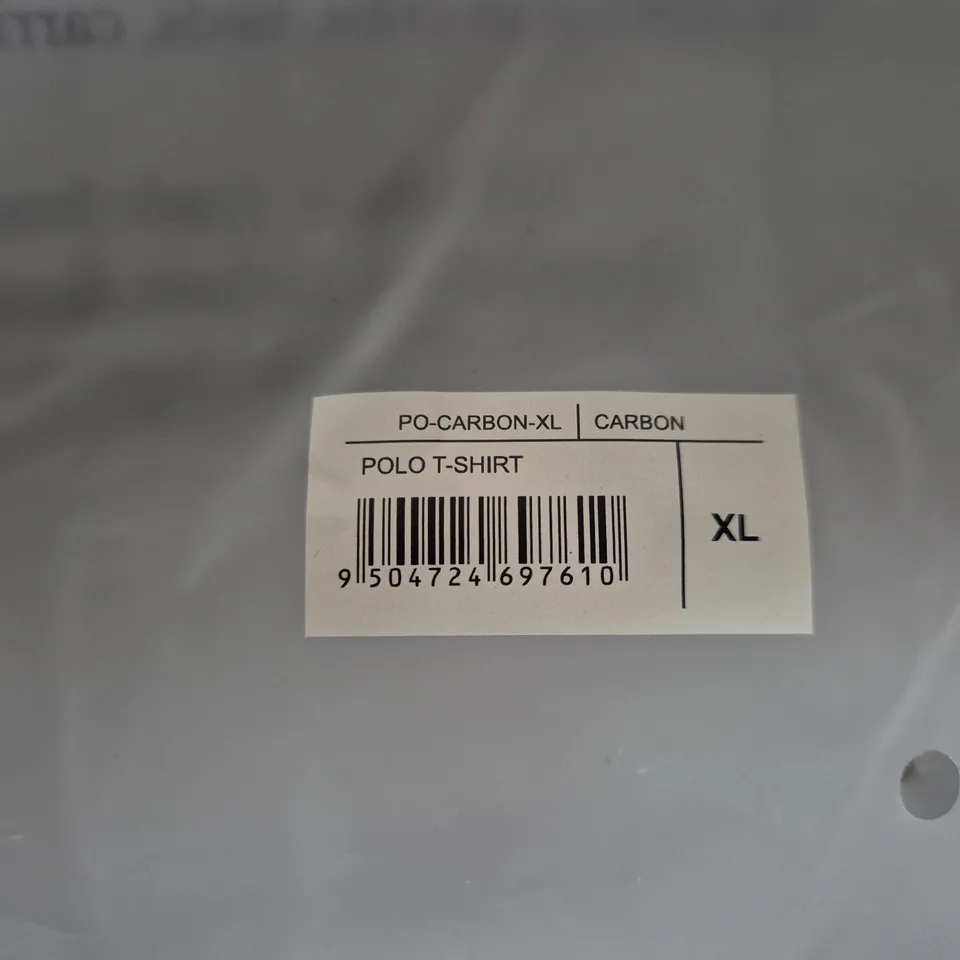 PO-CARBON-XL | CARBON
POLO T-SHIRT
XL
9 504724 697610